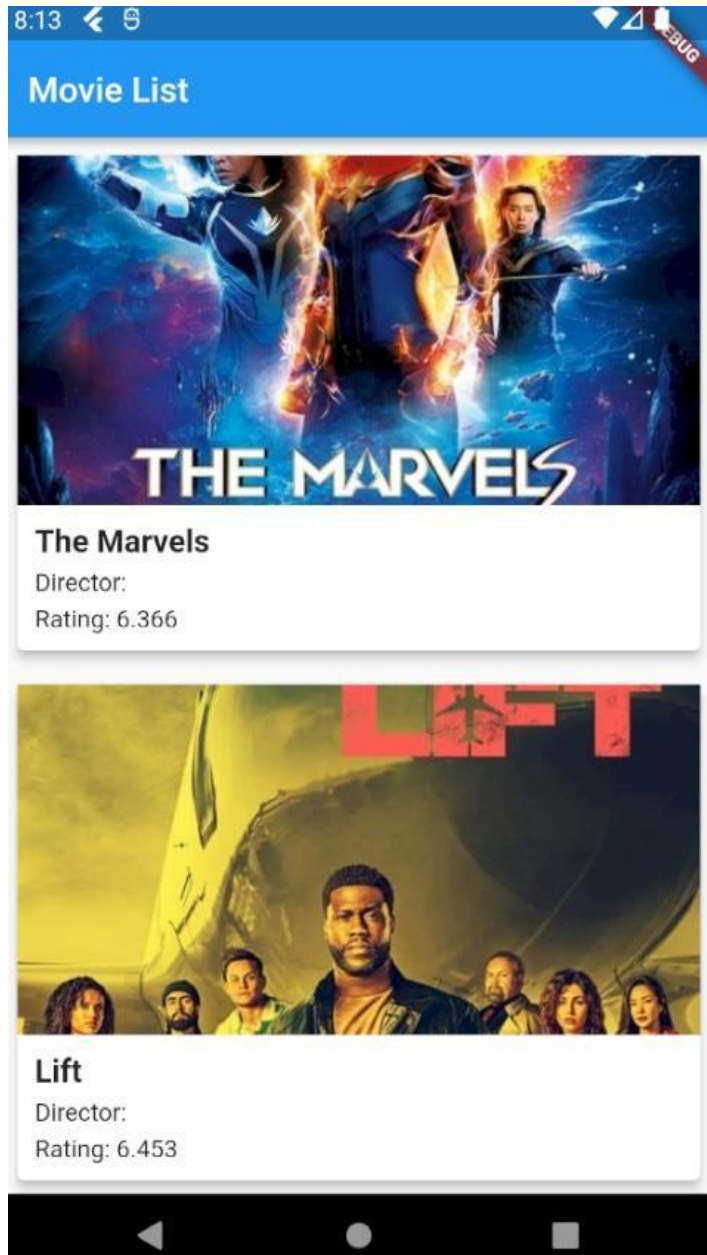 8:13
DEBUG
Movie List
THE MARVELS
The Marvels
Director:
Rating: 6.366
LIFT
Lift
Director:
Rating: 6.453